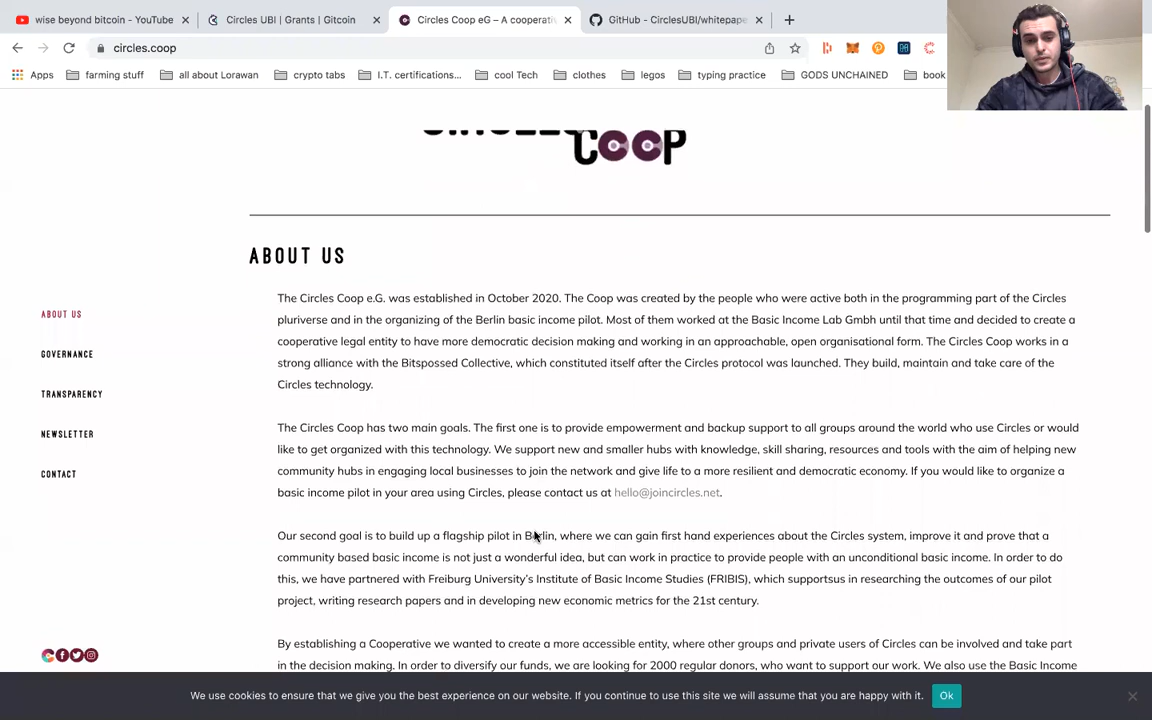 wise beyond bitcoin - YouTube
Circles UBI | Grants | Gitcoin
Circles Coop eG – A cooperativ
GitHub - CirclesUBI/whitepape
circles.coop
Apps
farming stuff
all about Lorawan
crypto tabs
I.T. certifications...
cool Tech
clothes
legos
typing practice
GODS UNCHAINED
book
COOP
ABOUT US
The Circles Coop e.G. was established in October 2020. The Coop was created by the people who were active both in the programming part of the Circles
pluriverse and in the organizing of the Berlin basic income pilot. Most of them worked at the Basic Income Lab Gmbh until that time and decided to create a
cooperative legal entity to have more democratic decision making and working in an approachable, open organisational form. The Circles Coop works in a
strong alliance with the Bitspossed Collective, which constituted itself after the Circles protocol was launched. They build, maintain and take care of the
Circles technology.
The Circles Coop has two main goals. The first one is to provide empowerment and backup support to all groups around the world who use Circles or would
like to get organized with this technology. We support new and smaller hubs with knowledge, skill sharing, resources and tools with the aim of helping new
community hubs in engaging local businesses to join the network and give life to a more resilient and democratic economy. If you would like to organize a
basic income pilot in your area using Circles, please contact us at hello@joincircles.net.
Our second goal is to build up a flagship pilot in Berlin, where we can gain first hand experiences about the Circles system, improve it and prove that a
community based basic income is not just a wonderful idea, but can work in practice to provide people with an unconditional basic income. In order to do
this, we have partnered with Freiburg University's Institute of Basic Income Studies (FRIBIS), which supportsus in researching the outcomes of our pilot
project, writing research papers and in developing new economic metrics for the 21st century.
By establishing a Cooperative we wanted to create a more accessible entity, where other groups and private users of Circles can be involved and take part
in the decision making. In order to diversify our funds, we are looking for 2000 regular donors, who want to support our work. We also use the Basic Income
ABOUT US
GOVERNANCE
TRANSPARENCY
NEWSLETTER
CONTACT
We use cookies to ensure that we give you the best experience on our website. If you continue to use this site we will assume that you are happy with it.
Ok